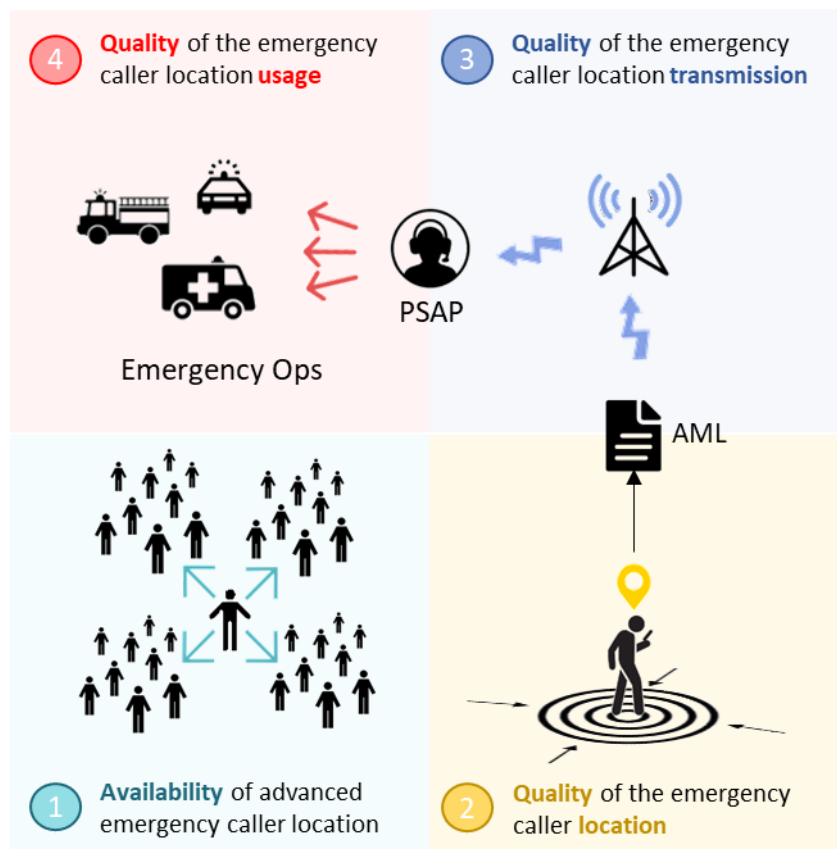 4
Quality of the emergency
caller location usage
3
Quality of the emergency
caller location transmission
PSAP
Emergency Ops
AML
1
Availability of advanced
emergency caller location
2
Quality of the emergency
caller location